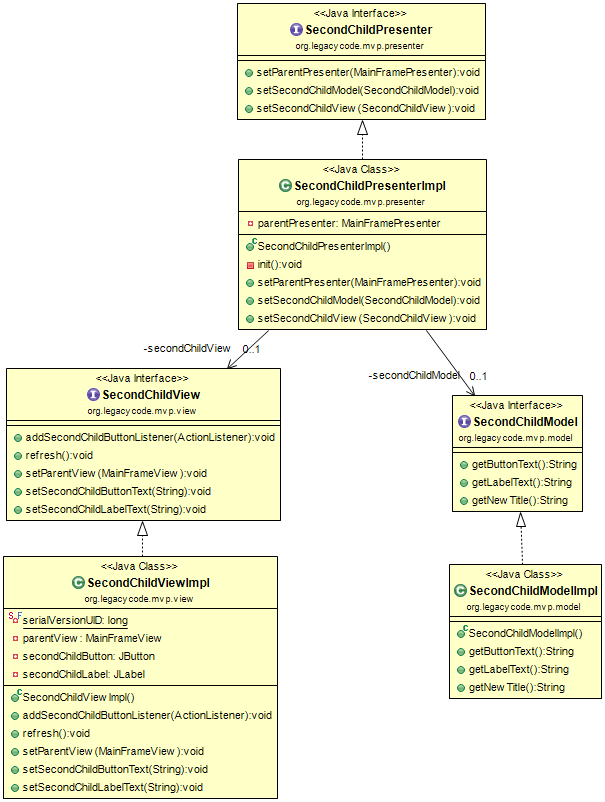 <<Java Interface>>
SecondChildPresenter
org.legacycode.mvp.presenter
setParentPresenter(MainFramePresenter):void
setSecondChildModel(SecondChildModel):void
setSecondChildView(SecondChildView):void
<<Java Class>>
SecondChildPresenterImpl
org.legacycode.mvp.presenter
parentPresenter: MainFramePresenter
SecondChildPresenterImpl()
init():void
setParentPresenter(MainFramePresenter):void
setSecondChildModel(SecondChildModel):void
setSecondChildView(SecondChildView):void
-secondChildView 0..1
-secondChildModel 0..1
<<Java Interface>>
SecondChildView
org.legacycode.mvp.view
addSecondChildButtonListener(ActionListener):void
refresh():void
setParentView(MainFrameView):void
setSecondChildButtonText(String):void
setSecondChildLabelText(String):void
<<Java Interface>>
SecondChildModel
org.legacycode.mvp.model
getButtonText():String
getLabelText():String
getNewTitle():String
<<Java Class>>
SecondChildViewImpl
org.legacycode.mvp.view
serialVersionUID: long
parentView: MainFrameView
secondChildButton: JButton
secondChildLabel: JLabel
SecondChildViewImpl()
addSecondChildButtonListener(ActionListener):void
refresh():void
setParentView(MainFrameView):void
setSecondChildButtonText(String):void
setSecondChildLabelText(String):void
<<Java Class>>
SecondChildModelImpl
org.legacycode.mvp.model
SecondChildModelImpl()
getButtonText():String
getLabelText():String
getNewTitle():String